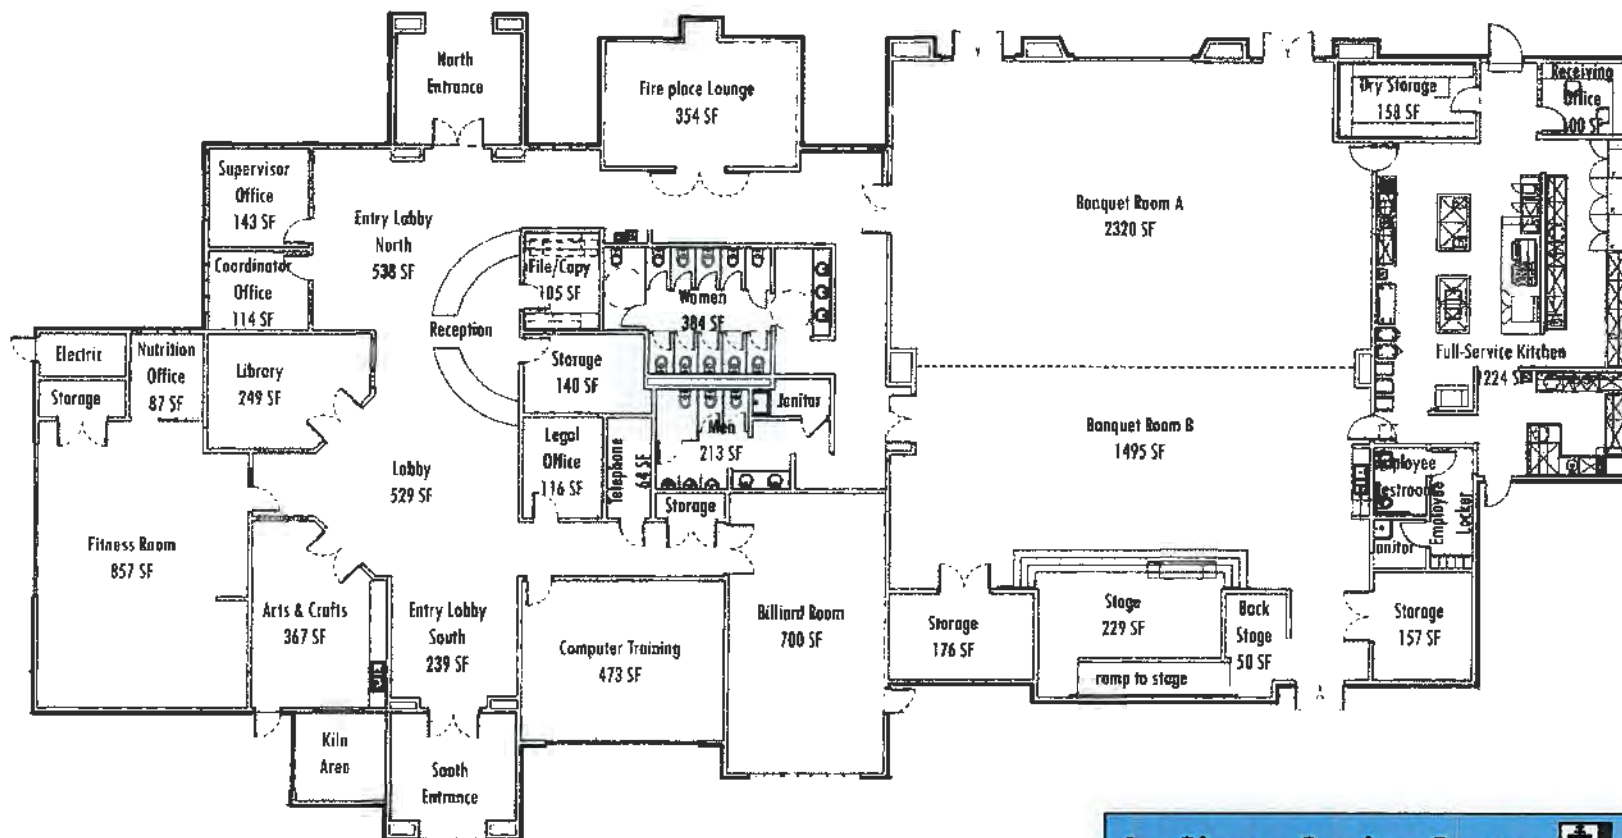 North
Entrance
Fire place Lounge
354 SF
Dry Storage
158 SF
Receiving
Office
100 SF
Supervisor
Office
143 SF
Entry Lobby
North
538 SF
Banquet Room A
2320 SF
Coordinator
Office
114 SF
File/Copy
105 SF
Women
384 SF
Reception
Electric
Nutrition
Office
87 SF
Library
249 SF
Storage
140 SF
Full-Service Kitchen
1224 SF
Storage
Janitor
Men
213 SF
Legal
Office
116 SF
Telephone
64 SF
Banquet Room B
1495 SF
Lobby
529 SF
Employee
Restroom
Employee
Locker
Storage
Janitor
Fitness Room
857 SF
Arts & Crafts
367 SF
Entry Lobby
South
239 SF
Computer Training
473 SF
Billiard Room
700 SF
Storage
176 SF
Stage
229 SF
Back
Stage
50 SF
Storage
157 SF
ramp to stage
Kiln
Area
South
Entrance